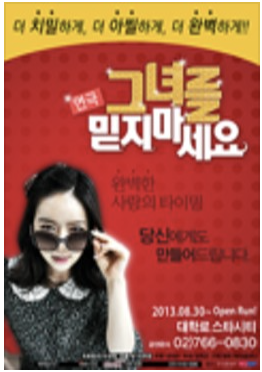 더 치밀하게, 더 아찔하게, 더 완벽하게!!
연극
그녀를
믿지마
세요
완벽한
사랑의 타이밍
당신에게도
만들어드립니다.
2013.08.30~ Open Run!
대학로 스타시티
02)766-0830